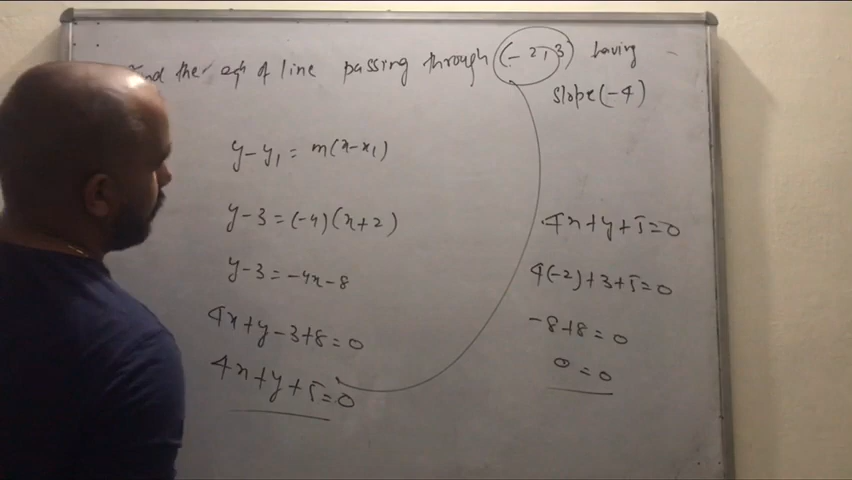 Find the eqn of line passing through (-2, 3) having
slope (-4)
y-y₁ = m(x-x₁)
y-3 = (-4)(x+2)
y-3 = -4x-8
4x+y-3+8=0
4x+y+5=0
4x+y+5=0
4(-2)+3+5=0
-8+8=0
0=0